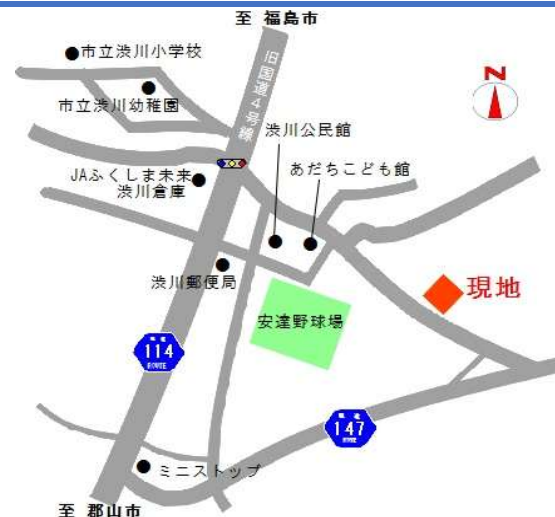 至 福島市
市立渋川小学校
旧国道4号線
N
市立渋川幼稚園
渋川公民館
あだちこども館
JAふくしま未来
渋川倉庫
渋川郵便局
現地
安達野球場
114
ROUTE
147
ROUTE
ミニストップ
至 郡山市